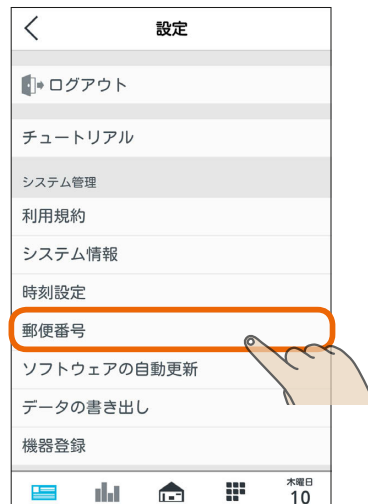 設定
ログアウト
チュートリアル
システム管理
利用規約
システム情報
時刻設定
郵便番号
ソフトウェアの自動更新
データの書き出し
機器登録
木曜日
10